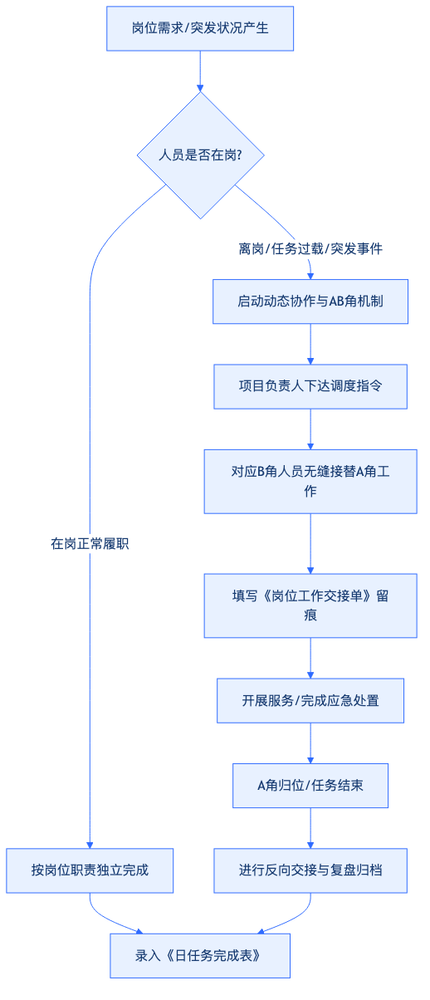 岗位需求/突发状况产生
人员是否在岗?
离岗/任务过载/突发事件
启动动态协作与AB角机制
项目负责人下达调度指令
对应B角人员无缝接替A角工
作
在岗正常履职
填写《岗位工作交接单》留
痕
开展服务/完成应急处置
A角归位/任务结束
按岗位职责独立完成
进行反向交接与复盘归档
录入《日任务完成表》